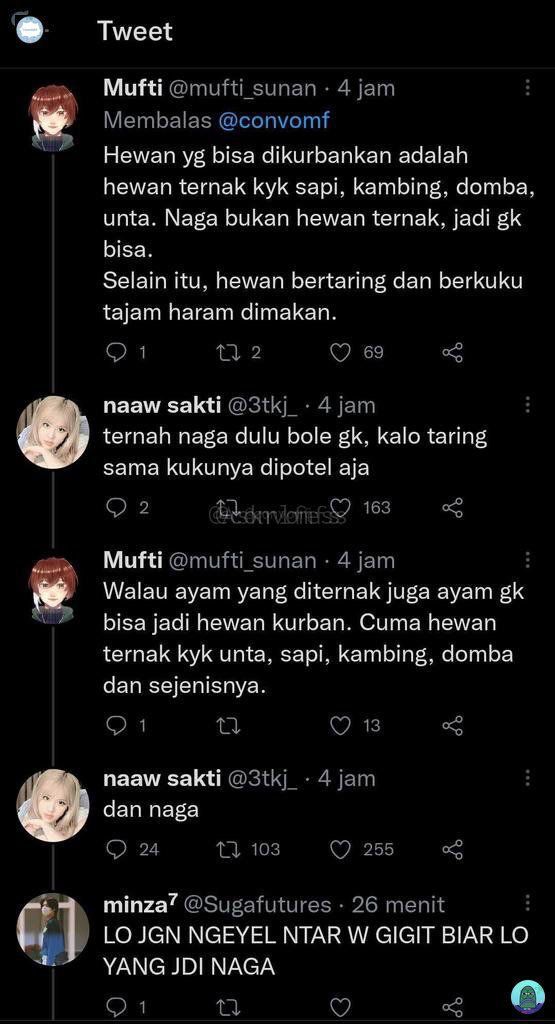 Tweet
Mufti @mufti_sunan · 4 jam
Membalas @convomf
Hewan yg bisa dikurbankan adalah
hewan ternak kyk sapi, kambing, domba,
unta. Naga bukan hewan ternak, jadi gk
bisa.
Selain itu, hewan bertaring dan berkuku
tajam haram dimakan.
1 2 69
naaw sakti @3tkj_ · 4 jam
ternah naga dulu bole gk, kalo taring
sama kukunya dipotel aja
2 163
Mufti @mufti_sunan · 4 jam
Walau ayam yang diternak juga ayam gk
bisa jadi hewan kurban. Cuma hewan
ternak kyk unta, sapi, kambing, domba
dan sejenisnya.
1 13
naaw sakti @3tkj_ · 4 jam
dan naga
24 103 255
minza⁷ @Sugafutures · 26 menit
LO JGN NGEYEL NTAR W GIGIT BIAR LO
YANG JDI NAGA
1